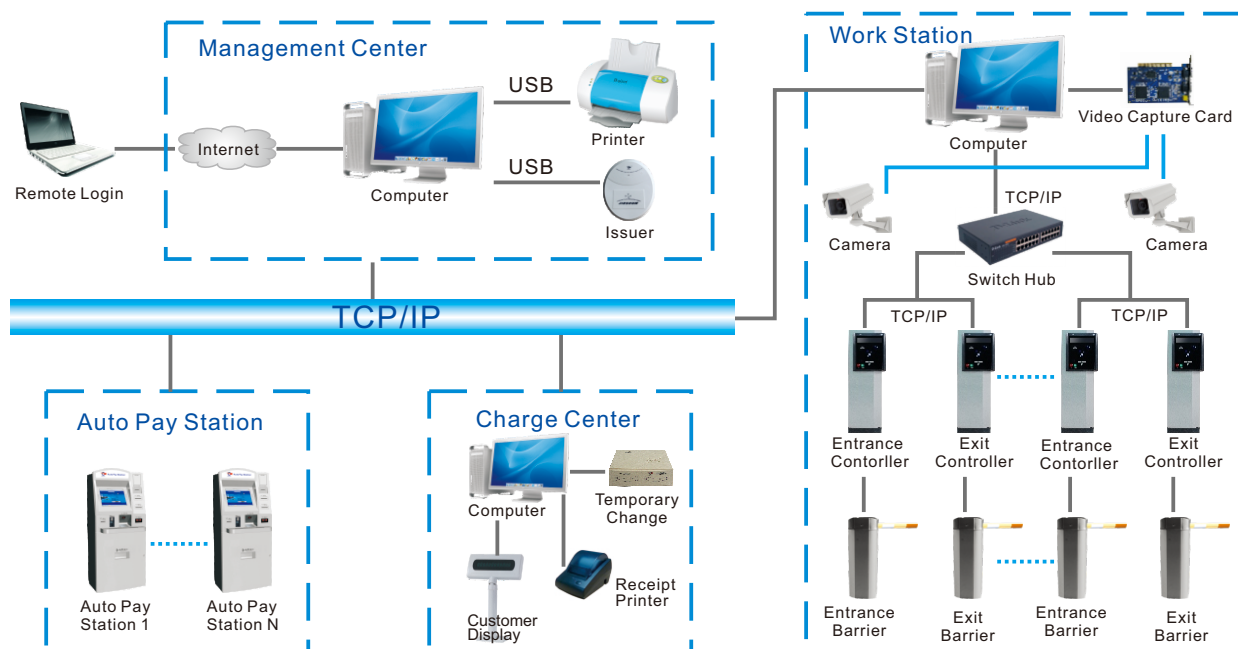 Management Center
USB
Printer
Remote Login
Internet
Computer
USB
Issuer
TCP/IP
Auto Pay Station
Auto Pay
Station 1
Auto Pay
Station N
Charge Center
Computer
Temporary
Change
Customer
Display
Receipt
Printer
Work Station
Computer
Video Capture Card
TCP/IP
Camera
Camera
Switch Hub
TCP/IP
TCP/IP
Entrance
Contorller
Exit
Controller
Entrance
Contorller
Exit
Controller
Entrance
Barrier
Exit
Barrier
Entrance
Barrier
Exit
Barrier